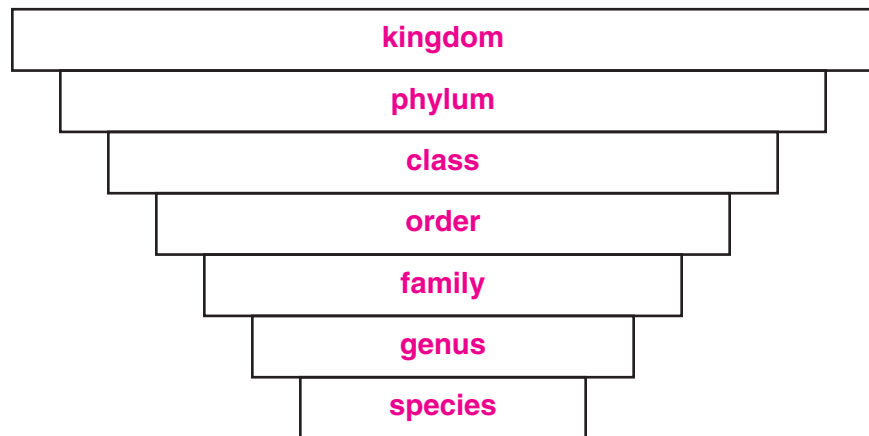 kingdom
phylum
class
order
family
genus
species